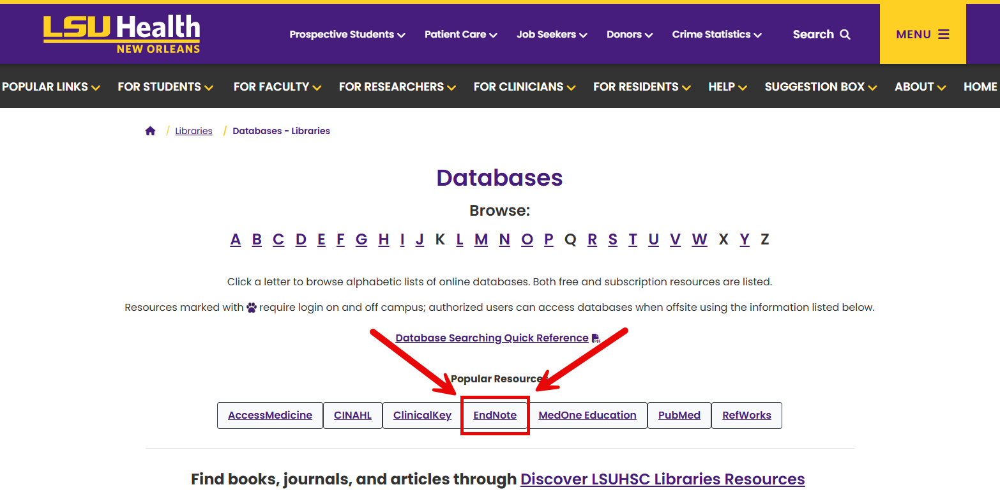 LSU Health
NEW ORLEANS
Prospective Students Patient Care Job Seekers Donors Crime Statistics Search MENU
POPULAR LINKS FOR STUDENTS FOR FACULTY FOR RESEARCHERS FOR CLINICIANS FOR RESIDENTS HELP SUGGESTION BOX ABOUT HOME
/ Libraries / Databases - Libraries
Databases
Browse:
A B C D E F G H I J K L M N O P Q R S T U V W X Y Z
Click a letter to browse alphabetic lists of online databases. Both free and subscription resources are listed.
Resources marked with require login on and off campus; authorized users can access databases when offsite using the information listed below.
Database Searching Quick Reference PDF
Popular Resources
AccessMedicine CINAHL ClinicalKey EndNote MedOne Education PubMed RefWorks
Find books, journals, and articles through Discover LSUHSC Libraries Resources